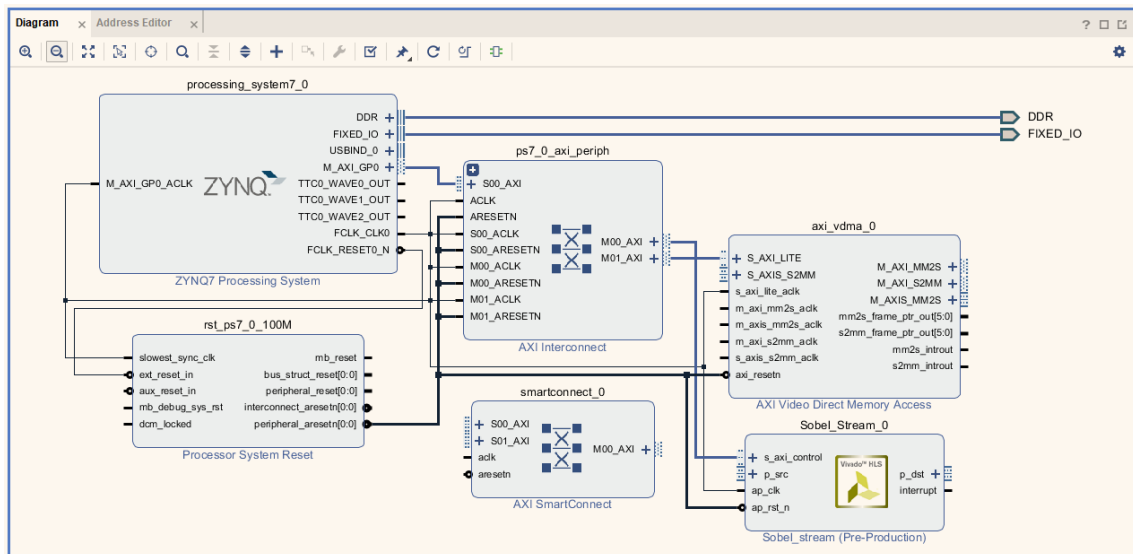 Diagram
Address Editor
processing_system7_0
DDR
FIXED_IO
USBIND_0
M_AXI_GP0
M_AXI_GP0_ACLK
ZYNQ
TTC0_WAVE0_OUT
TTC0_WAVE1_OUT
TTC0_WAVE2_OUT
FCLK_CLK0
FCLK_RESET0_N
ZYNQ7 Processing System
DDR
FIXED_IO
ps7_0_axi_periph
S00_AXI
ACLK
ARESETN
S00_ACLK
S00_ARESETN
M00_ACLK
M00_ARESETN
M01_ACLK
M01_ARESETN
M00_AXI
M01_AXI
AXI Interconnect
axi_vdma_0
S_AXI_LITE
S_AXIS_S2MM
s_axi_lite_aclk
m_axi_mm2s_aclk
m_axis_mm2s_aclk
m_axi_s2mm_aclk
s_axis_s2mm_aclk
axi_resetn
M_AXI_MM2S
M_AXI_S2MM
M_AXIS_MM2S
mm2s_frame_ptr_out[5:0]
s2mm_frame_ptr_out[5:0]
mm2s_introut
s2mm_introut
AXI Video Direct Memory Access
rst_ps7_0_100M
slowest_sync_clk
ext_reset_in
aux_reset_in
mb_debug_sys_rst
dcm_locked
mb_reset
bus_struct_reset[0:0]
peripheral_reset[0:0]
interconnect_aresetn[0:0]
peripheral_aresetn[0:0]
Processor System Reset
smartconnect_0
S00_AXI
S01_AXI
aclk
aresetn
M00_AXI
AXI SmartConnect
Sobel_Stream_0
s_axi_control
p_src
ap_clk
ap_rst_n
Vivado™ HLS
p_dst
interrupt
Sobel_stream (Pre-Production)